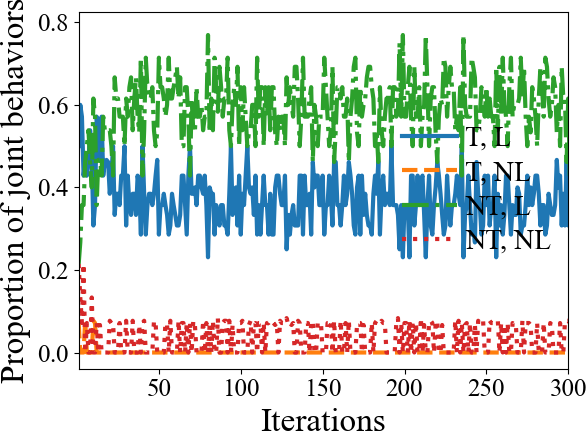 Proportion of joint behaviors
0.8
0.6
0.4
0.2
0.0
T, L
T, NL
NT, L
NT, NL
50
100
150
200
250
300
Iterations